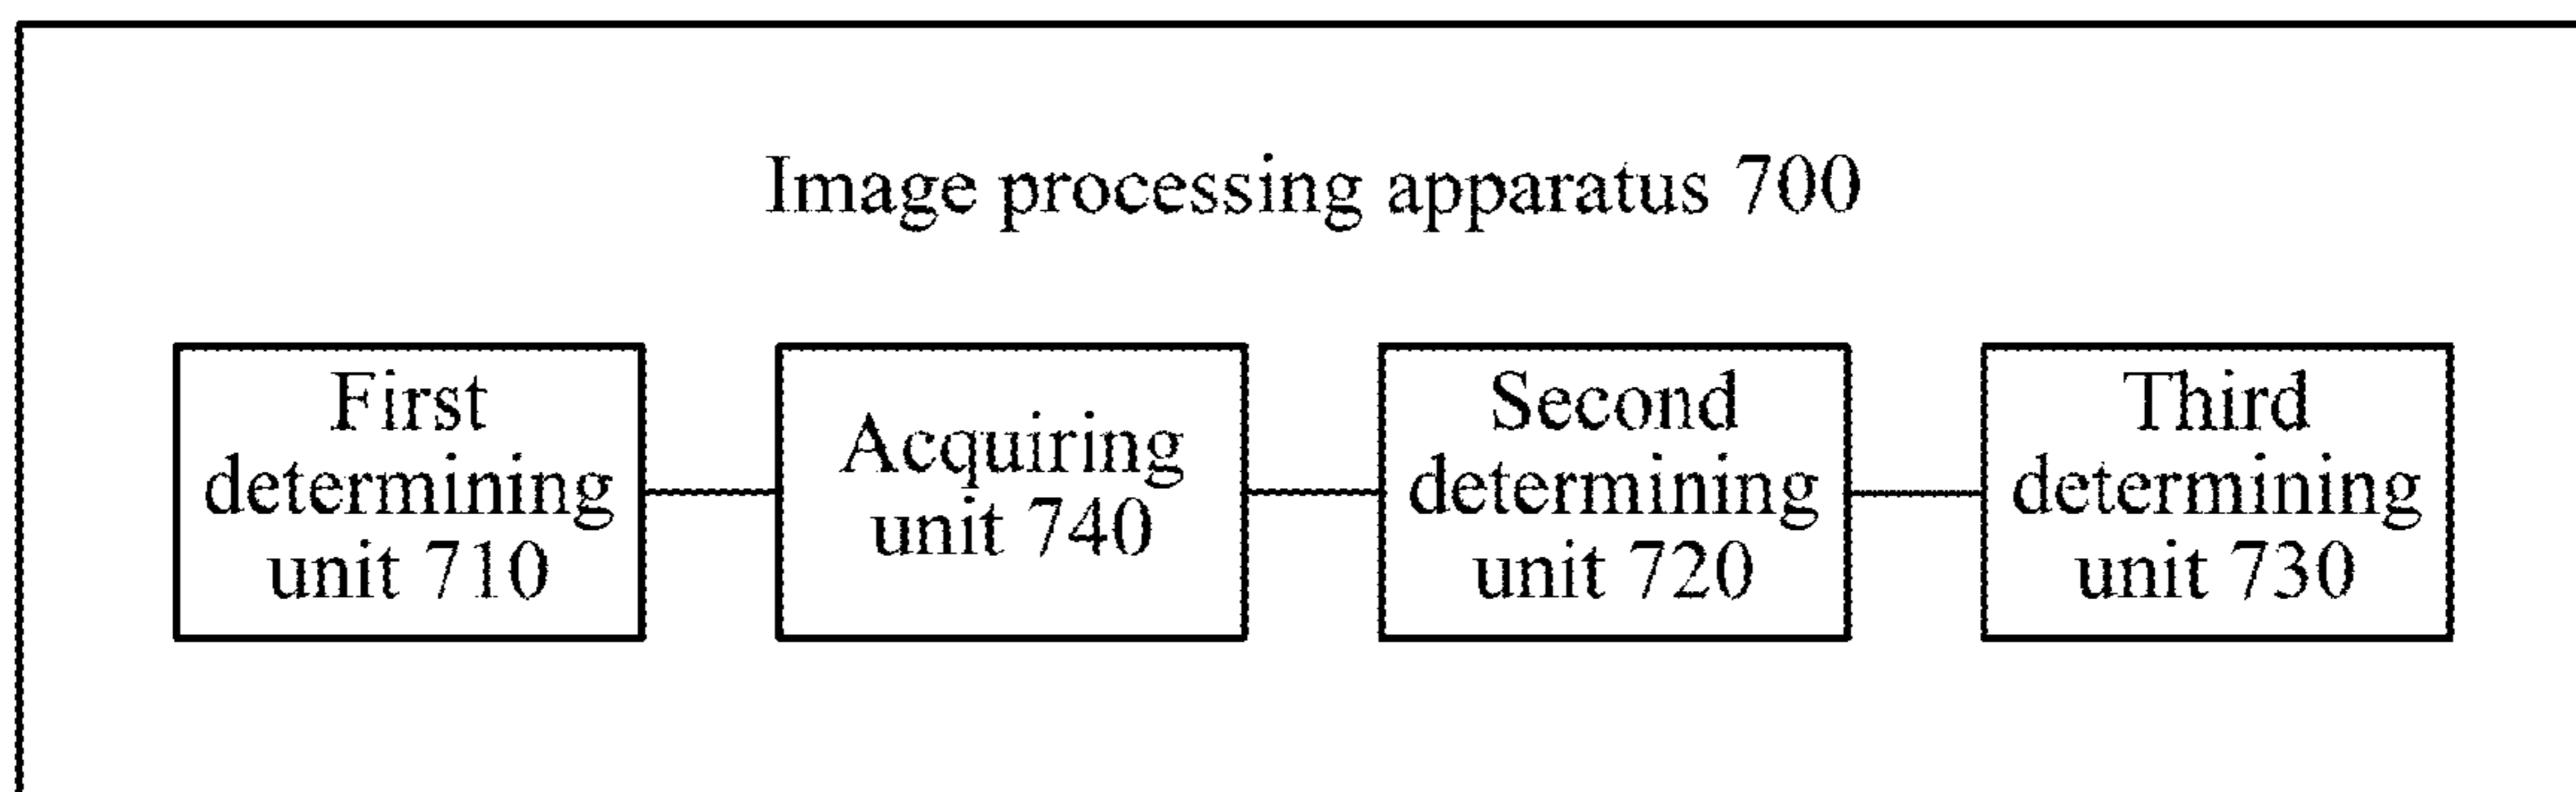 Image processing apparatus 700
First
determining
unit 710
Acquiring
unit 740
Second
determining
unit 720
Third
determining
unit 730